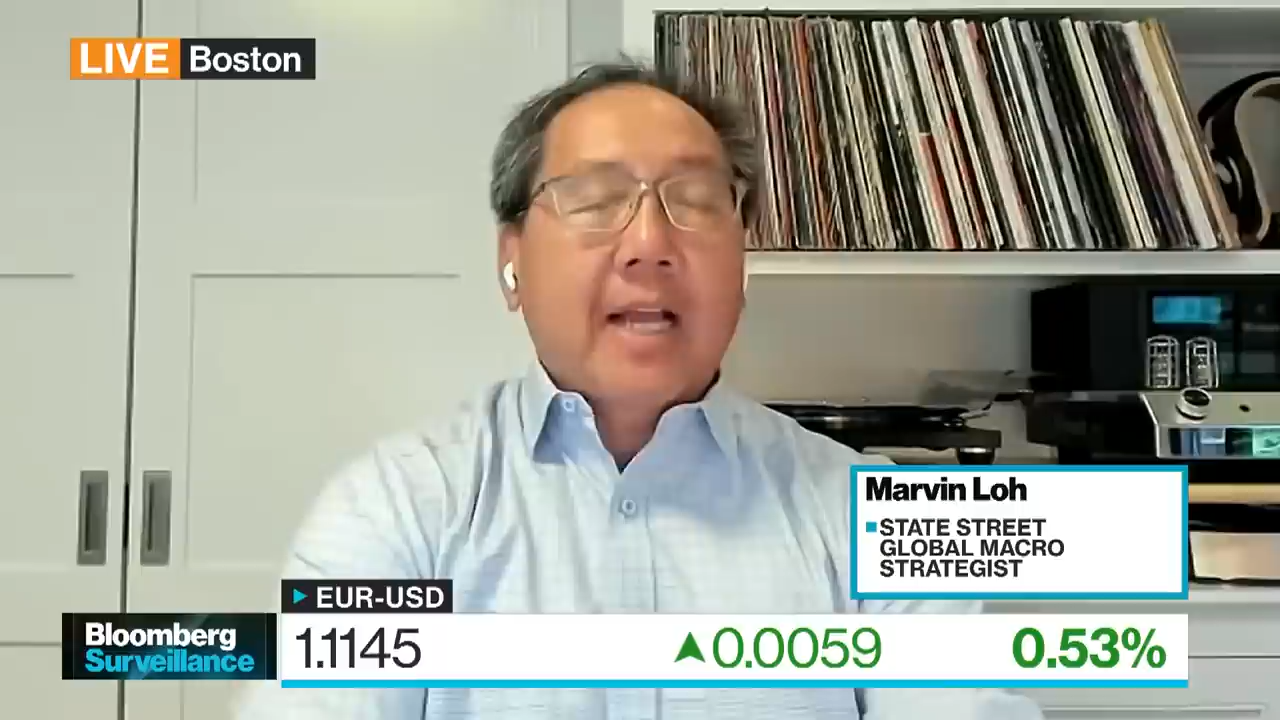 LIVE Boston
Marvin Loh
STATE STREET
GLOBAL MACRO
STRATEGIST
EUR-USD
Bloomberg
Surveillance
1.1145 ▲0.0059 0.53%